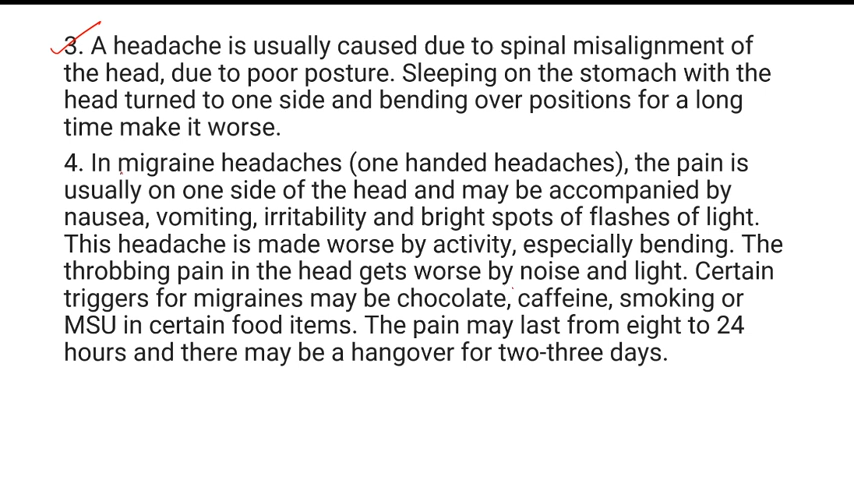 3. A headache is usually caused due to spinal misalignment of
the head, due to poor posture. Sleeping on the stomach with the
head turned to one side and bending over positions for a long
time make it worse.
4. In migraine headaches (one handed headaches), the pain is
usually on one side of the head and may be accompanied by
nausea, vomiting, irritability and bright spots of flashes of light.
This headache is made worse by activity, especially bending. The
throbbing pain in the head gets worse by noise and light. Certain
triggers for migraines may be chocolate, caffeine, smoking or
MSU in certain food items. The pain may last from eight to 24
hours and there may be a hangover for two-three days.